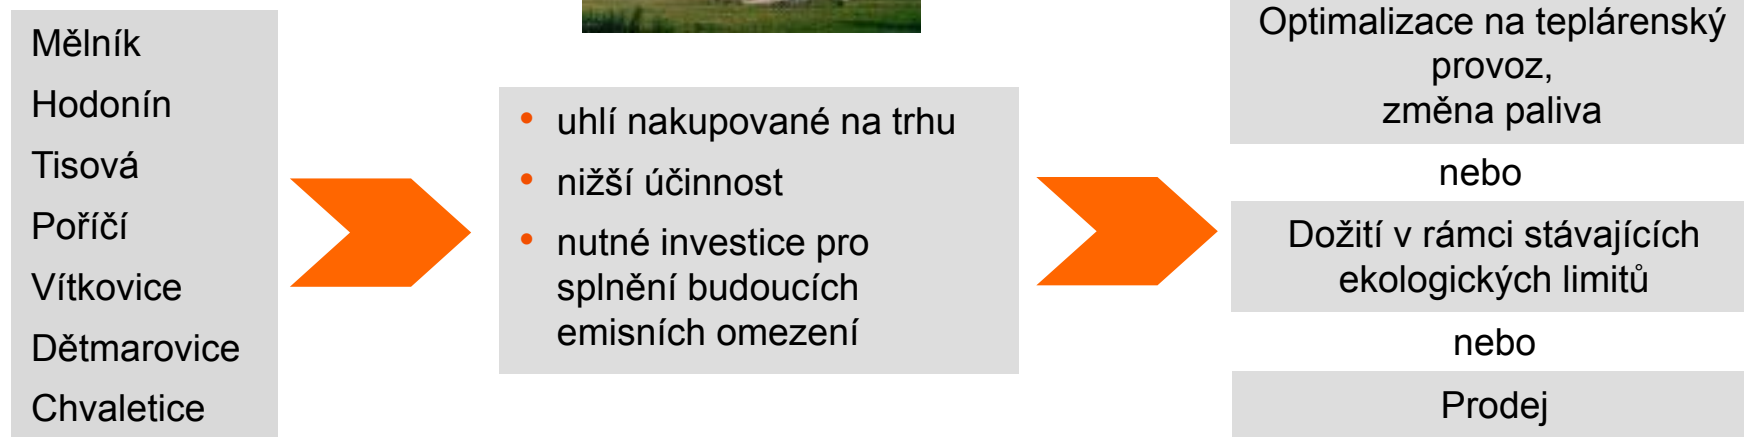 Mělník
Hodonín
Tisová
Poříčí
Vítkovice
Dětmarovice
Chvaletice
• uhlí nakupované na trhu
• nižší účinnost
• nutné investice pro
splnění budoucích
emisních omezení
Optimalizace na teplárenský
provoz,
změna paliva
nebo
Dožití v rámci stávajících
ekologických limitů
nebo
Prodej